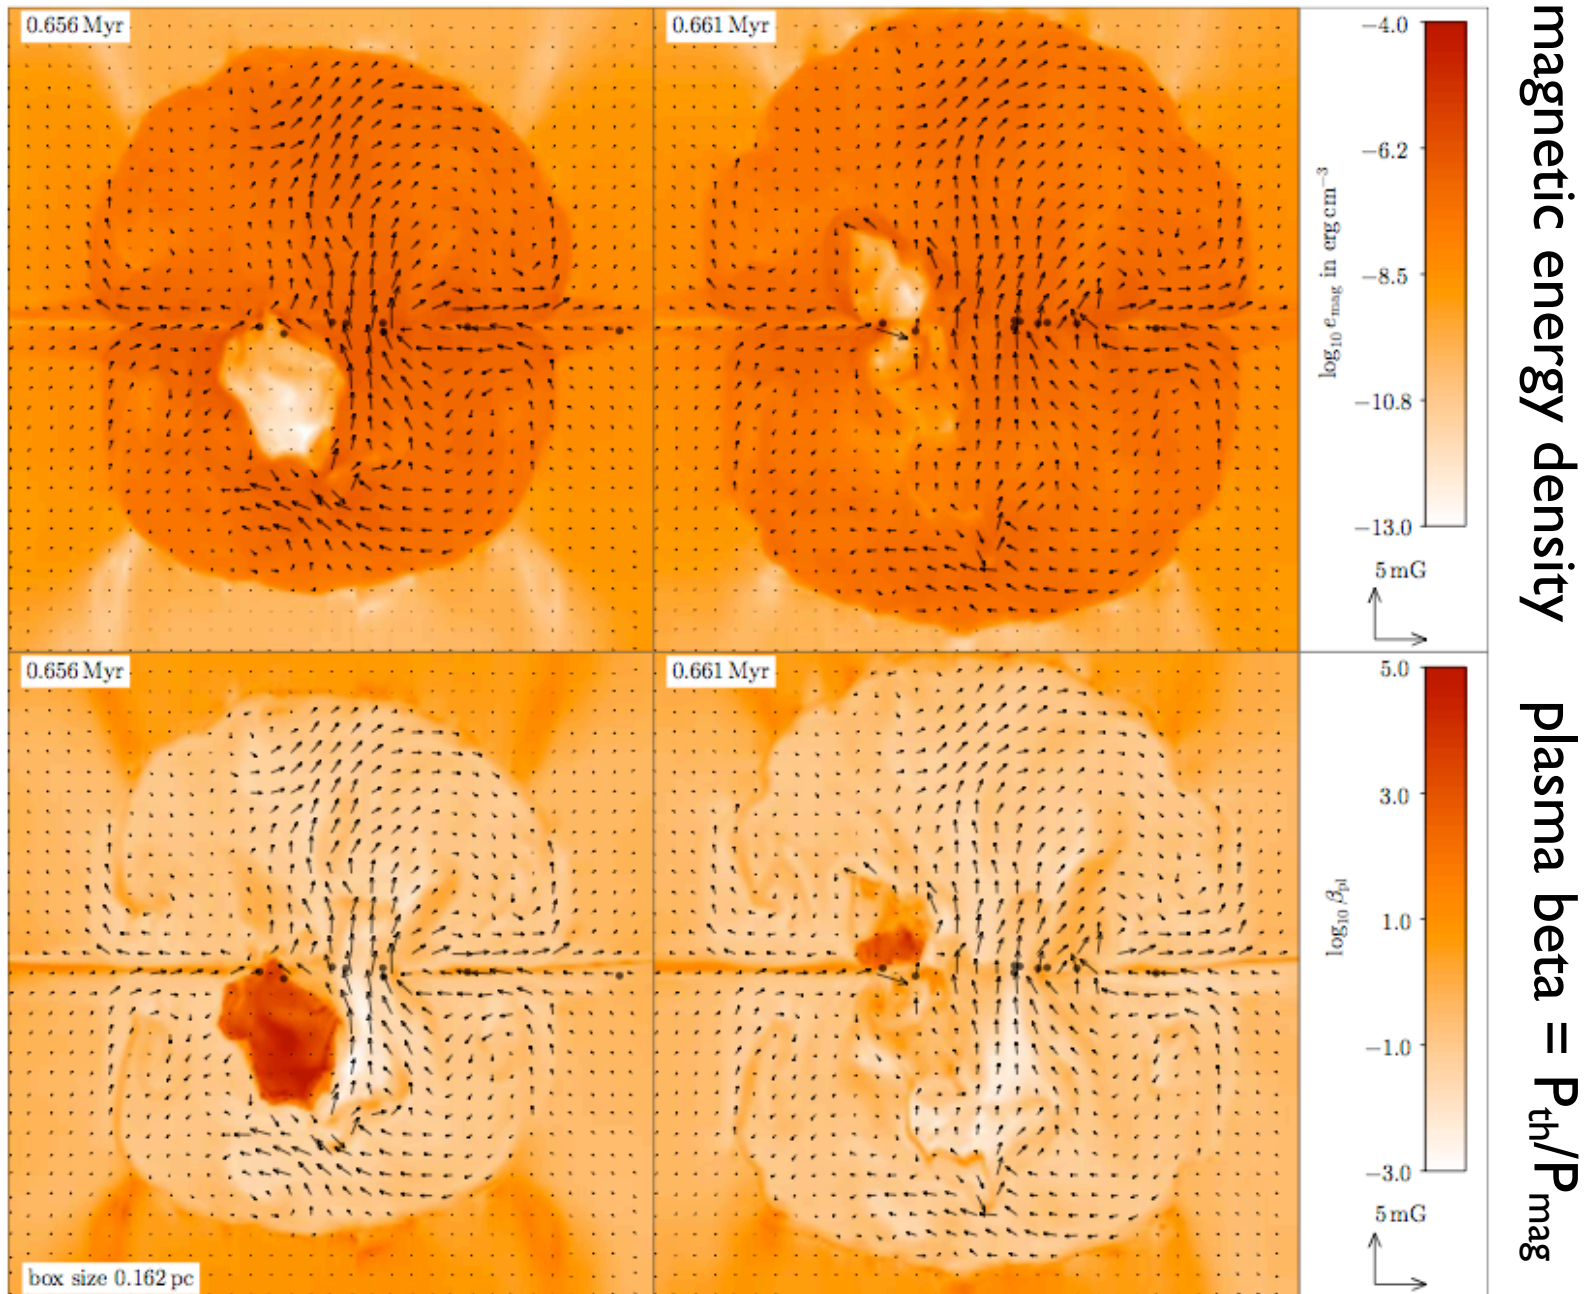 0.656 Myr
0.661 Myr
−4.0
−6.2
−8.5
−10.8
−13.0
log₁₀ eₘₐg in erg cm⁻³
5 mG
magnetic energy density
0.656 Myr
0.661 Myr
5.0
3.0
1.0
−1.0
−3.0
log₁₀ βpl
5 mG
plasma beta = Pth/Pmag
box size 0.162 pc